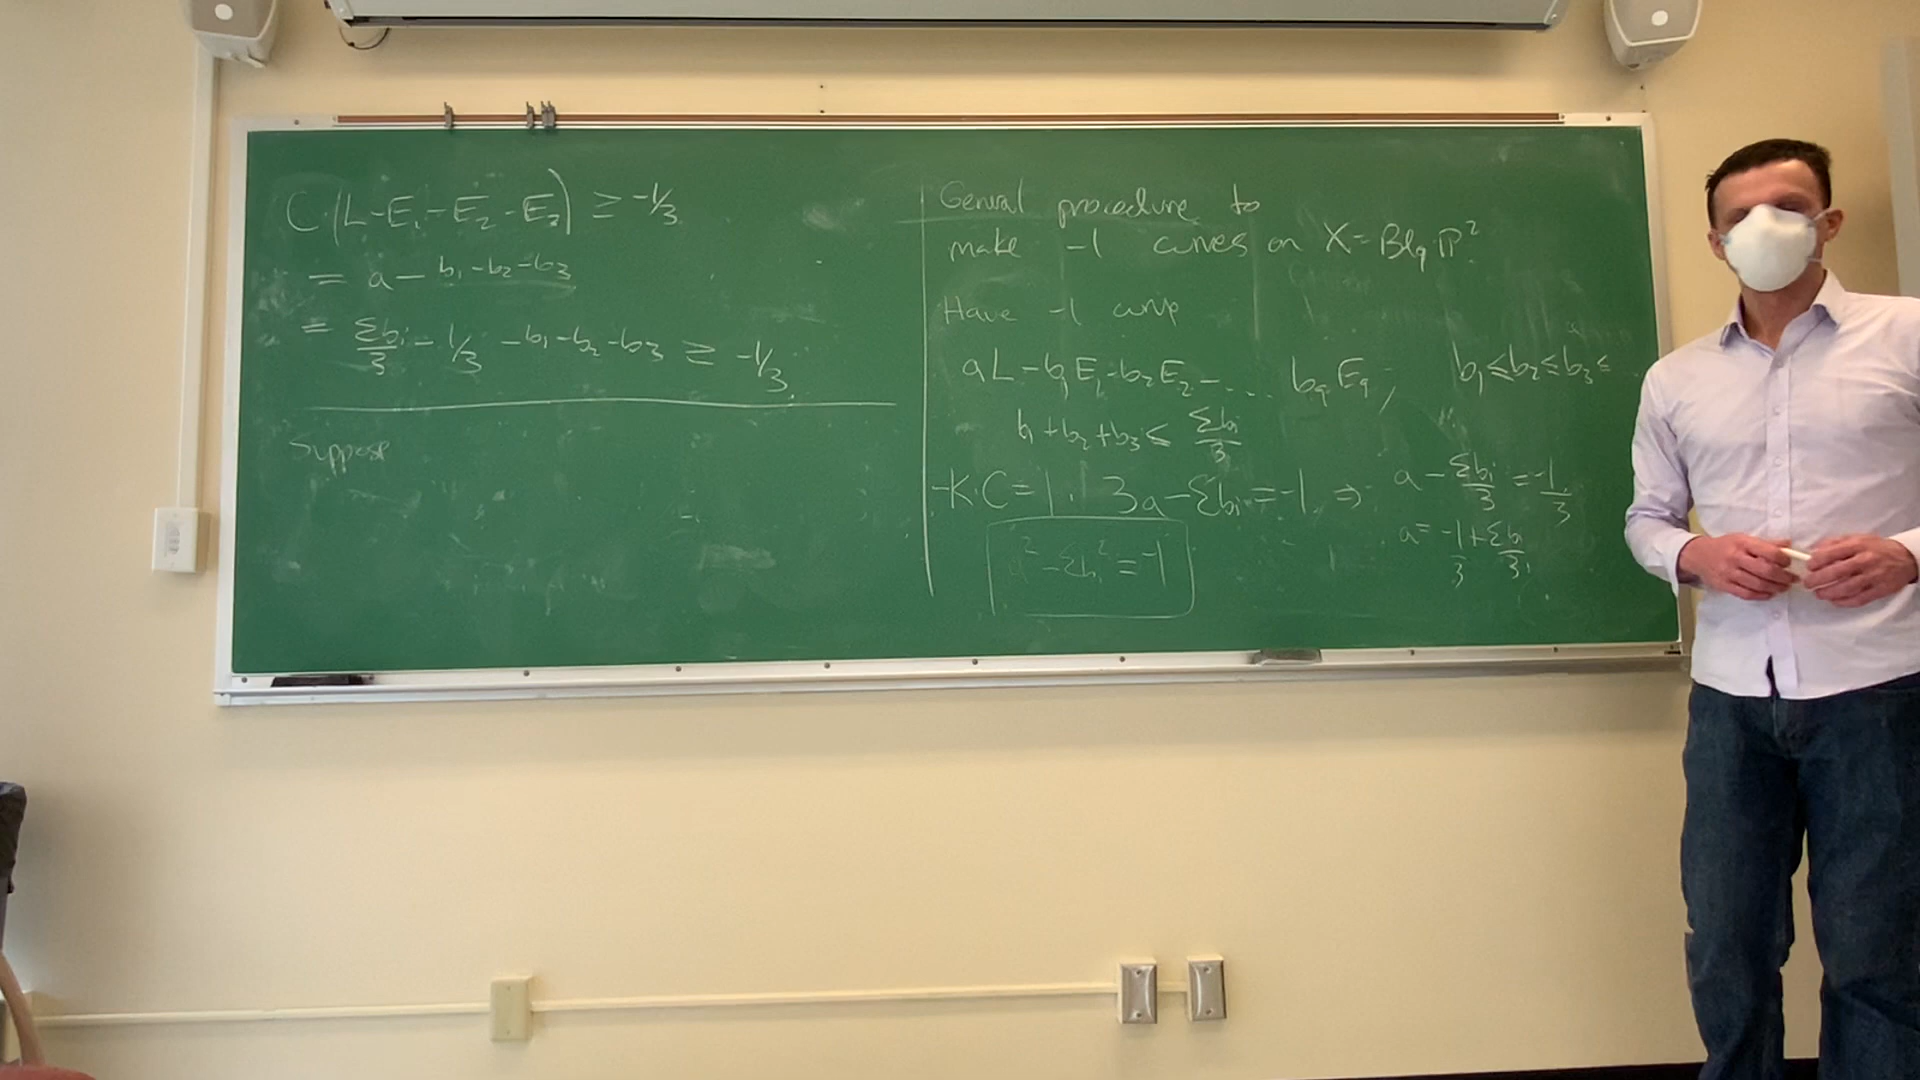 C·(L-E₁-E₂-E₃) ≥ -1/3
= a - b₁-b₂-b₃
= Σbᵢ/3 - 1/3 - b₁-b₂-b₃ ≥ -1/3
Suppose
General procedure to
make -1 curves on X = Bl₉ P²
Have -1 curve
aL - b₁E₁ - b₂E₂ - .... b₉E₉, b₁≤b₂≤b₃≤
b₁+b₂+b₃ ≤ Σbᵢ/3
-K·C = 1. 3a - Σbᵢ = -1 ⇒ a - Σbᵢ/3 = -1/3
a = -1/3 + Σbᵢ/3
a² - Σbᵢ² = -1